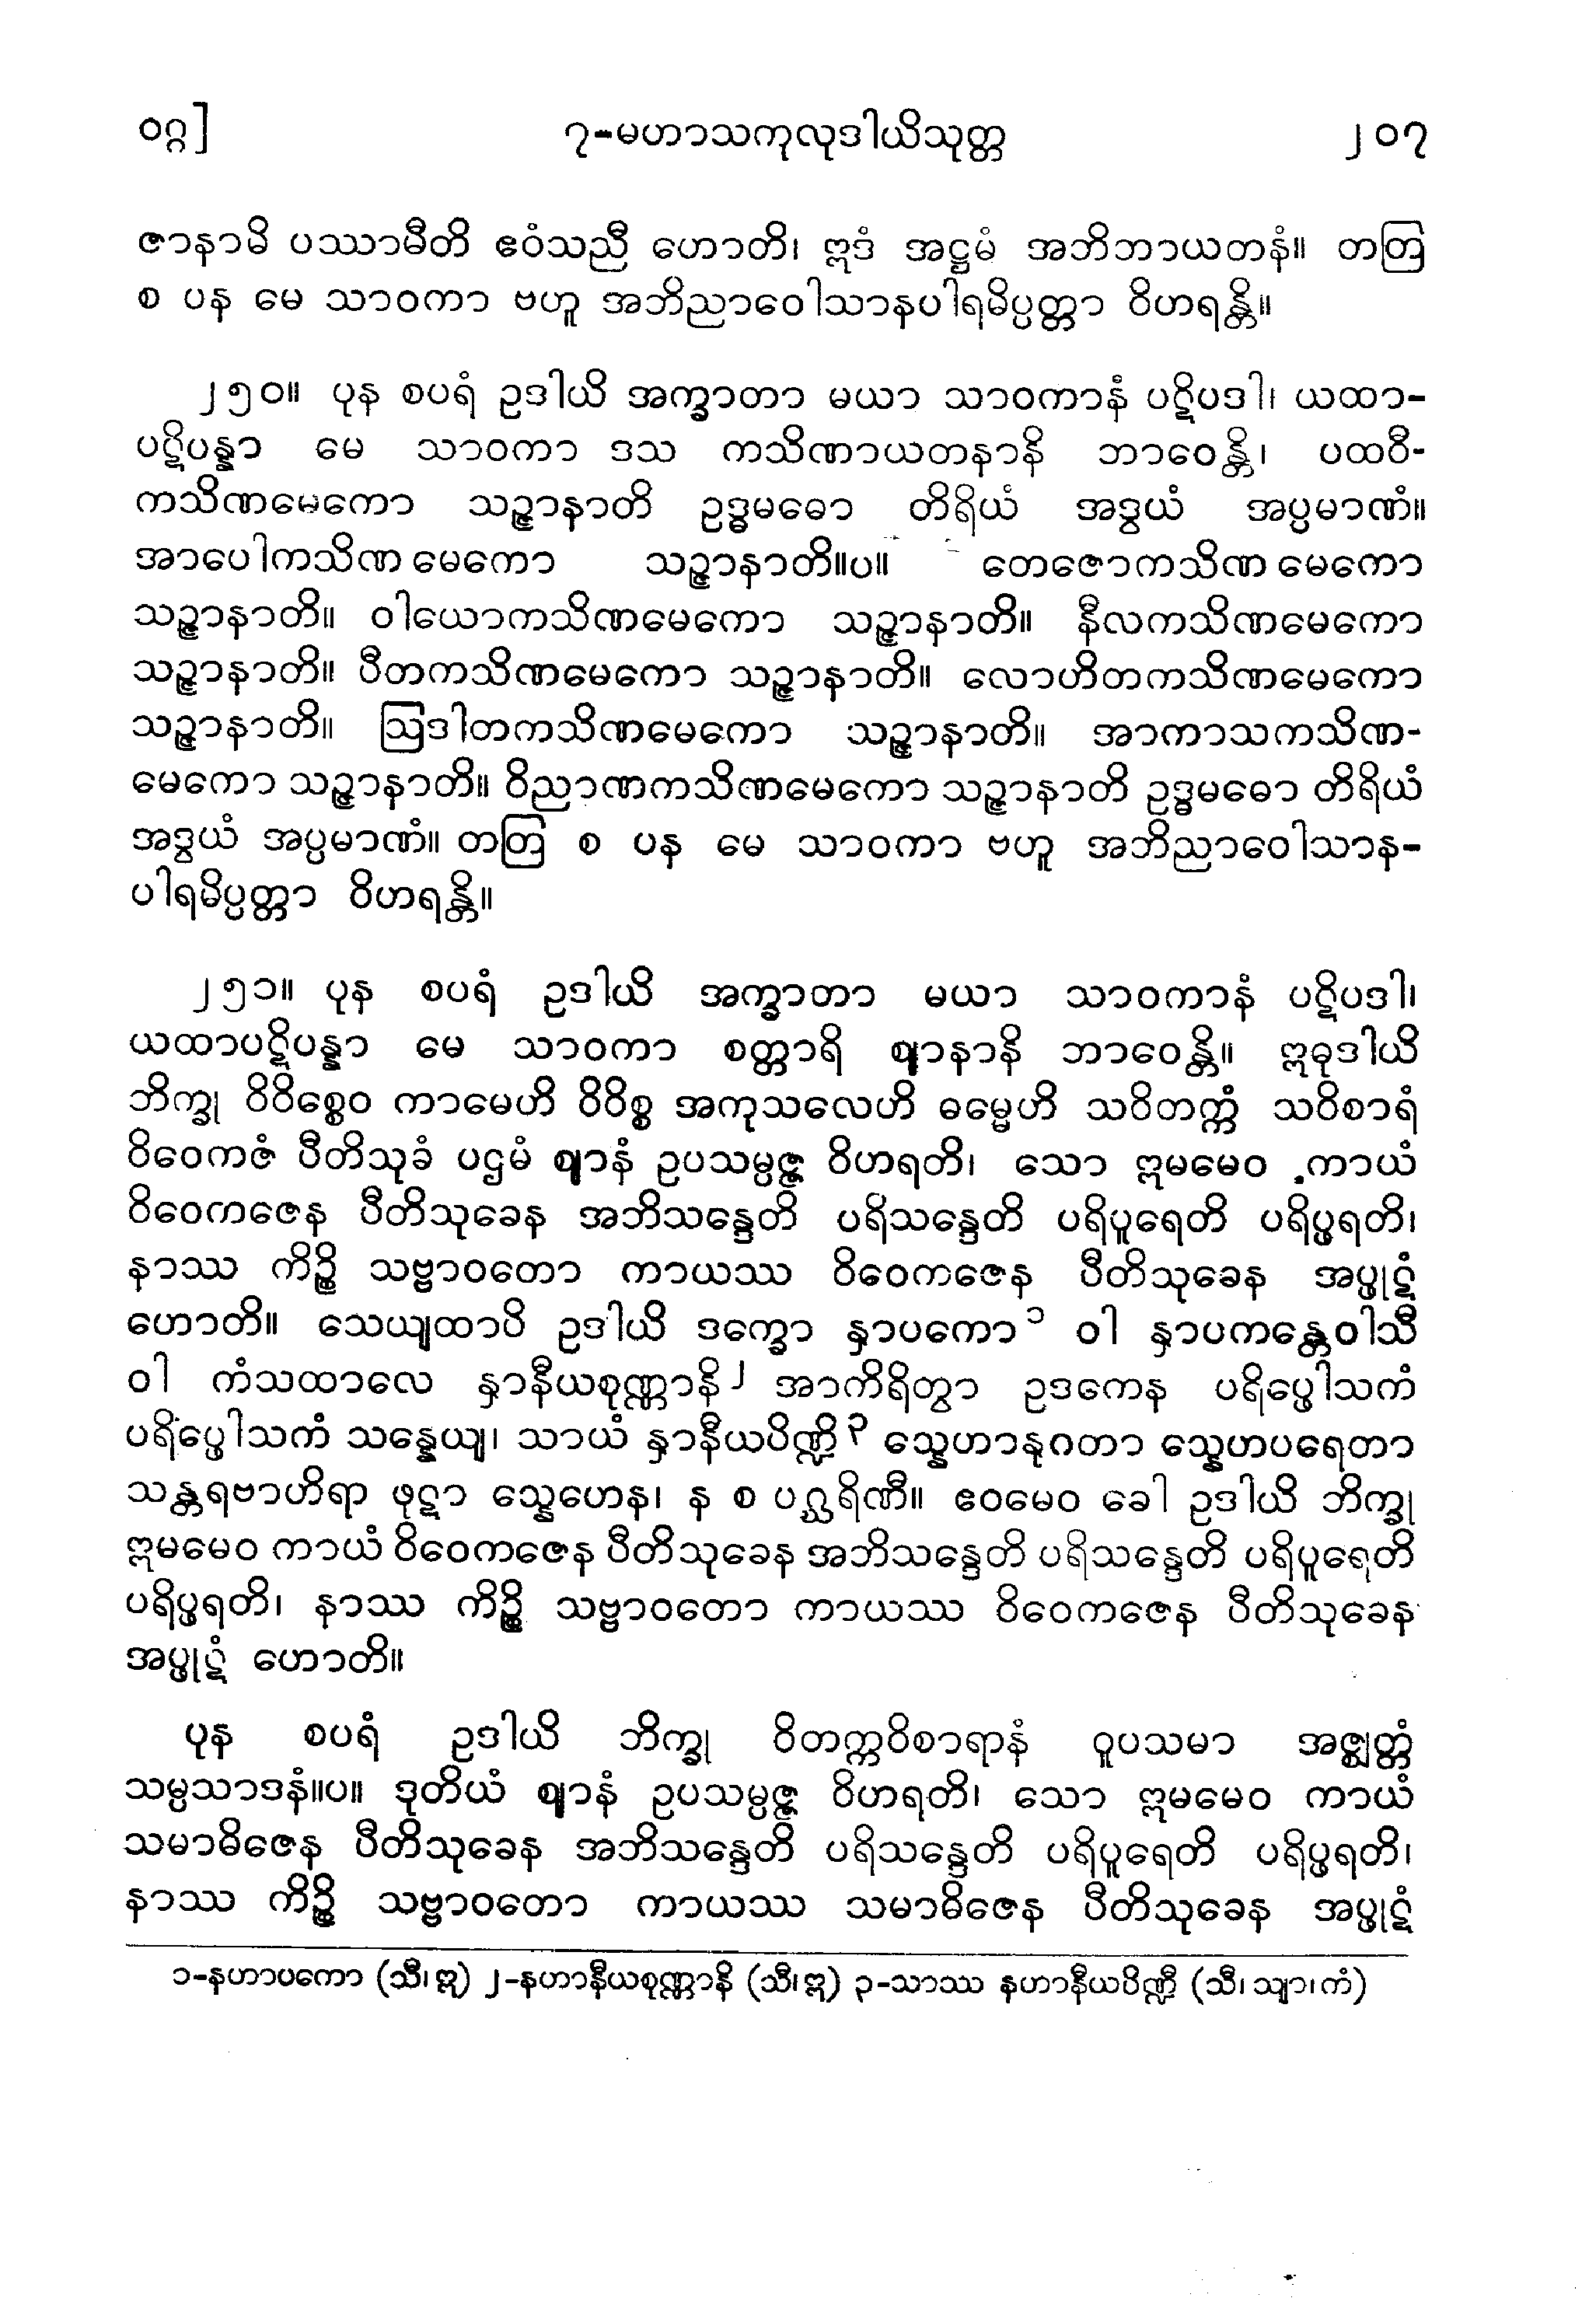 ဝဂ္ဂ]
၇-မဟာသကုလုဒါယိသုတ္တ
၂၀၇
ဇာနာမိ ပဿာမီတိ ဧဝံသညီ ဟောတိ၊ ဣဒံ အဋ္ဌမံ အဘိဘာယတနံ။ တတြ
စ ပန မေ သာဝကာ ဗဟူ အဘိညာဝေါသာနပါရမိပ္ပတ္တာ ဝိဟရန္တိ။
၂၅၀။ ပုန စပရံ ဥဒါယိ အက္ခာတာ မယာ သာဝကာနံ ပဋိပဒါ၊ ယထာ-
ပဋိပန္နာ မေ သာဝကာ ဒသ ကသိဏာယတနာနိ ဘာဝေန္တိ၊ ပထဝီ-
ကသိဏမေကော သဉ္ဇာနာတိ ဥဒ္ဓမဓော တိရိယံ အဒွယံ အပ္ပမာဏံ။
အာပေါကသိဏမေကော သဉ္ဇာနာတိ။ပ။ တေဇောကသိဏမေကော
သဉ္ဇာနာတိ။ ဝါယောကသိဏမေကော သဉ္ဇာနာတိ။ နီလကသိဏမေကော
သဉ္ဇာနာတိ။ ပီတကသိဏမေကော သဉ္ဇာနာတိ။ လောဟိတကသိဏမေကော
သဉ္ဇာနာတိ။ ဩဒါတကသိဏမေကော သဉ္ဇာနာတိ။ အာကာသကသိဏ-
မေကော သဉ္ဇာနာတိ။ ဝိညာဏကသိဏမေကော သဉ္ဇာနာတိ ဥဒ္ဓမဓော တိရိယံ
အဒွယံ အပ္ပမာဏံ။ တတြ စ ပန မေ သာဝကာ ဗဟူ အဘိညာဝေါသာန-
ပါရမိပ္ပတ္တာ ဝိဟရန္တိ။
၂၅၁။ ပုန စပရံ ဥဒါယိ အက္ခာတာ မယာ သာဝကာနံ ပဋိပဒါ၊
ယထာပဋိပန္နာ မေ သာဝကာ စတ္တာရိ ဈာနာနိ ဘာဝေန္တိ။ ဣဓုဒါယိ
ဘိက္ခု ဝိဝိစ္စေဝ ကာမေဟိ ဝိဝိစ္စ အကုသလေဟိ ဓမ္မေဟိ သဝိတက္ကံ သဝိစာရံ
ဝိဝေကဇံ ပီတိသုခံ ပဌမံ ဈာနံ ဥပသမ္ပဇ္ဇ ဝိဟရတိ၊ သော ဣမမေဝ ကာယံ
ဝိဝေကဇေန ပီတိသုခေန အဘိသန္ဒေတိ ပရိသန္ဒေတိ ပရိပူရေတိ ပရိပ္ဖရတိ၊
နာဿ ကိဉ္စိ သဗ္ဗာဝတော ကာယဿ ဝိဝေကဇေန ပီတိသုခေန အပ္ဖုဋံ
ဟောတိ။ သေယျထာပိ ဥဒါယိ ဒက္ခော နှာပကော၁ ဝါ နှာပကန္တေဝါသီ
ဝါ ကံသထာလေ နှာနီယစုဏ္ဏာနိ၂ အာကိရိတွာ ဥဒကေန ပရိပ္ဖေါသကံ
ပရိပ္ဖေါသကံ သန္နေယျ၊ သာယံ နှာနီယပိဏ္ဍိ၃ သ္နေဟာနုဂတာ သ္နေဟပရေတာ
သန္တရဗာဟိရာ ဖုဋာ သ္နေဟေန၊ န စ ပဂ္ဃရိဏီ။ ဧဝမေဝ ခေါ ဥဒါယိ ဘိက္ခု
ဣမမေဝ ကာယံ ဝိဝေကဇေန ပီတိသုခေန အဘိသန္ဒေတိ ပရိသန္ဒေတိ ပရိပူရေတိ
ပရိပ္ဖရတိ၊ နာဿ ကိဉ္စိ သဗ္ဗာဝတော ကာယဿ ဝိဝေကဇေန ပီတိသုခေန
အပ္ဖုဋံ ဟောတိ။
ပုန စပရံ ဥဒါယိ ဘိက္ခု ဝိတက္ကဝိစာရာနံ ဝူပသမာ အဇ္ဈတ္တံ
သမ္ပသာဒနံ။ပ။ ဒုတိယံ ဈာနံ ဥပသမ္ပဇ္ဇ ဝိဟရတိ၊ သော ဣမမေဝ ကာယံ
သမာဓိဇေန ပီတိသုခေန အဘိသန္ဒေတိ ပရိသန္ဒေတိ ပရိပူရေတိ ပရိပ္ဖရတိ၊
နာဿ ကိဉ္စိ သဗ္ဗာဝတော ကာယဿ သမာဓိဇေန ပီတိသုခေန အပ္ဖုဋံ
၁-နဟာပကော (သီ၊ ဣ) ၂-နဟာနီယစုဏ္ဏာနိ (သီ၊ ဣ) ၃-သာဿ နဟာနီယပိဏ္ဍီ (သီ၊ သျာ၊ ကံ)